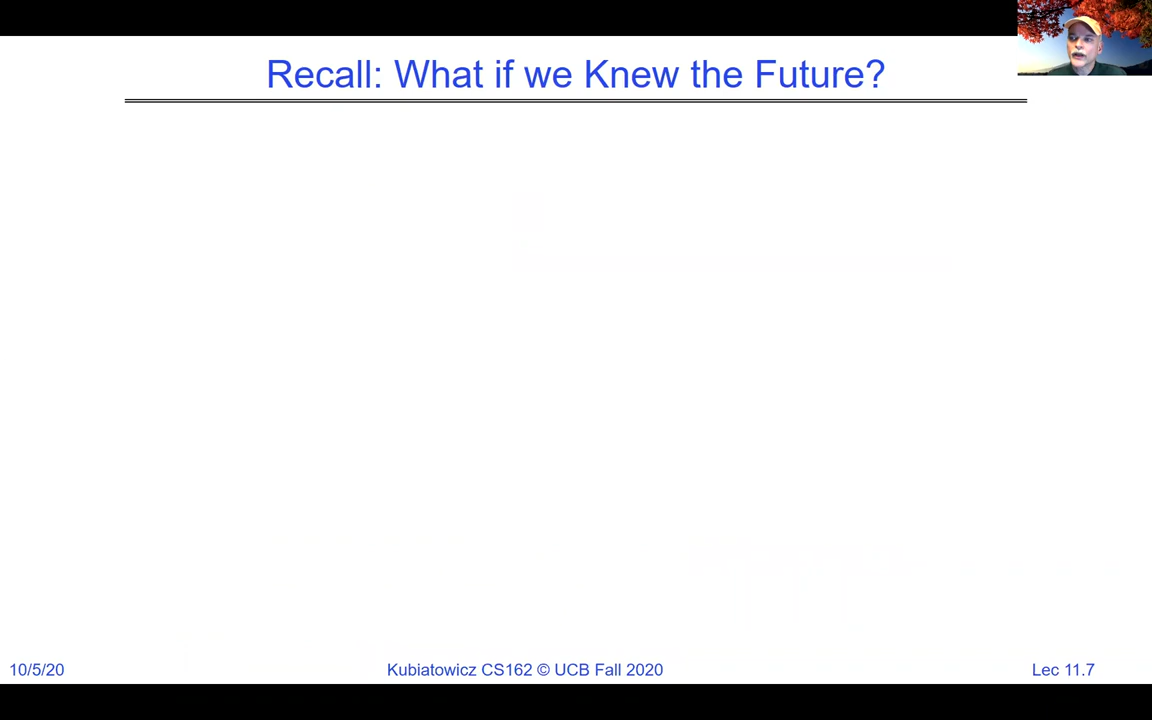 Recall: What if we Knew the Future?
10/5/20
Kubiatowicz CS162 © UCB Fall 2020
Lec 11.7